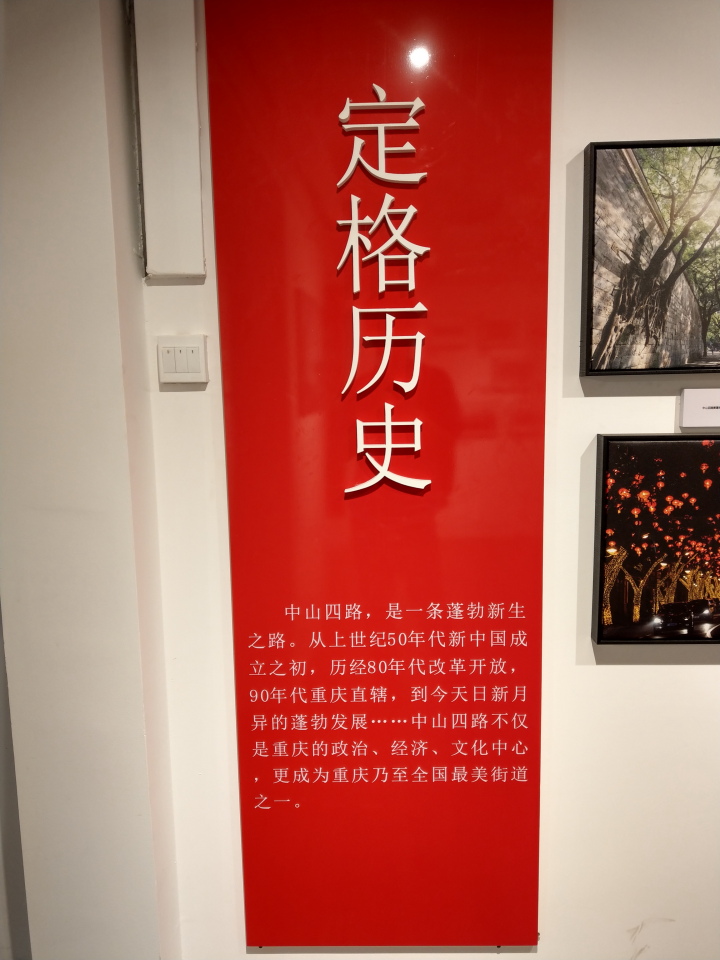 定格历史
中山四路，是一条蓬勃新生
之路。从上世纪50年代新中国成
立之初，历经80年代改革开放，
90年代重庆直辖，到今天日新月
异的蓬勃发展……中山四路不仅
是重庆的政治、经济、文化中心
，更成为重庆乃至全国最美街道
之一。